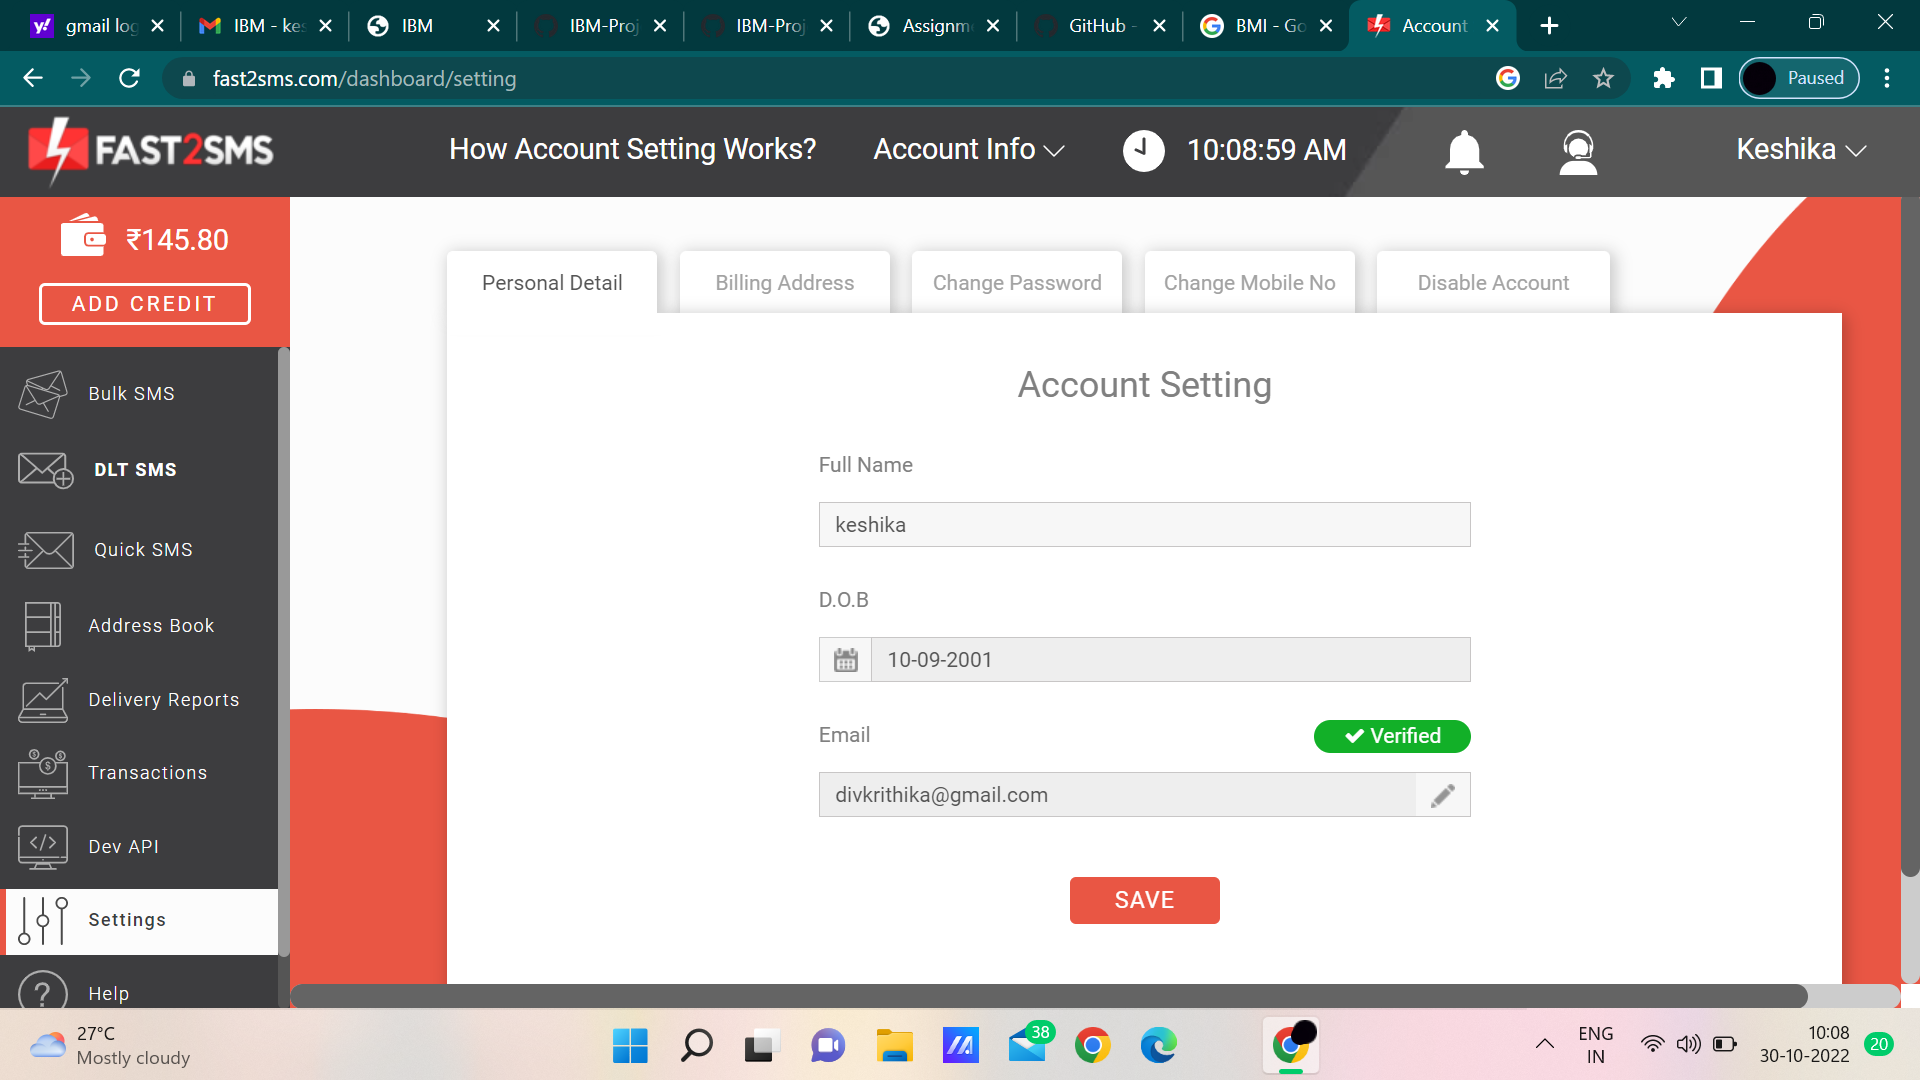 gmail log
IBM - kes
IBM
IBM-Proj
IBM-Proj
Assignme
GitHub -
BMI - Go
Account
fast2sms.com/dashboard/setting
Paused
FAST2SMS
How Account Setting Works?
Account Info
10:08:59 AM
Keshika
₹145.80
ADD CREDIT
Bulk SMS
DLT SMS
Quick SMS
Address Book
Delivery Reports
Transactions
Dev API
Settings
Help
Personal Detail
Billing Address
Change Password
Change Mobile No
Disable Account
Account Setting
Full Name
keshika
D.O.B
10-09-2001
Email
Verified
divkrithika@gmail.com
SAVE
27°C
Mostly cloudy
38
ENG
IN
10:08
30-10-2022
20